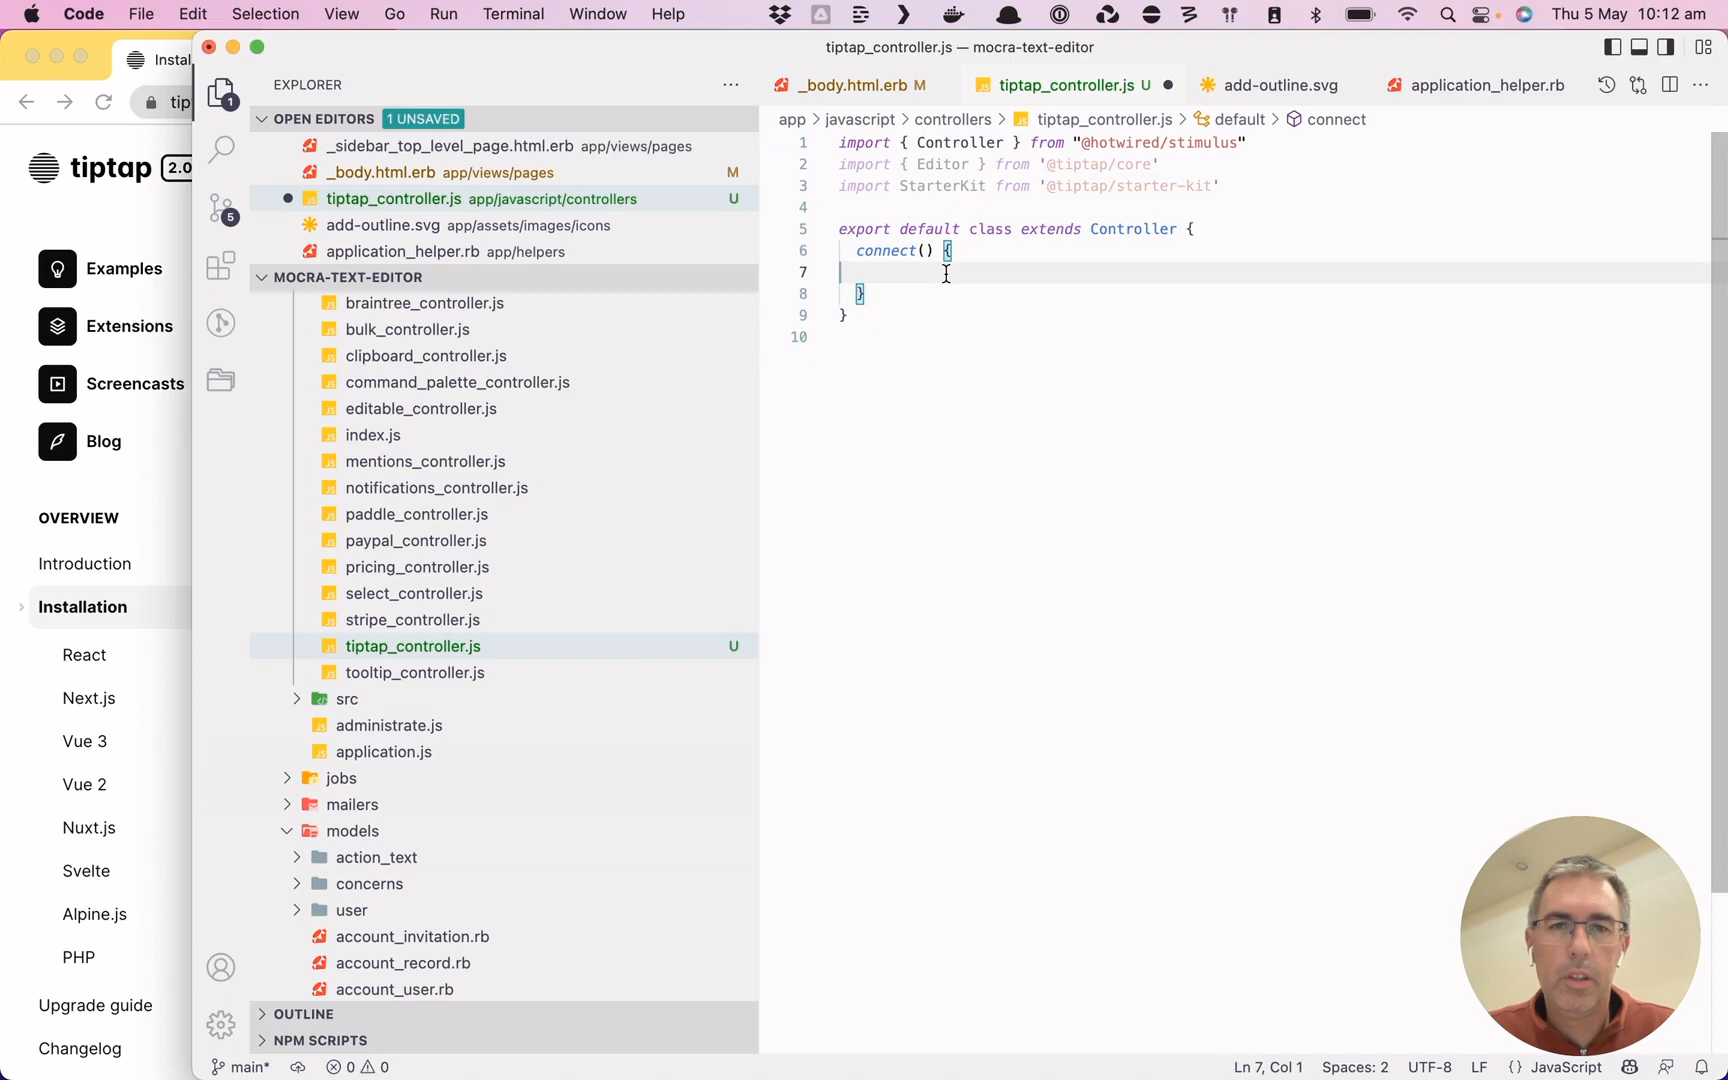 Code File Edit Selection View Go Run Terminal Window Help Thu 5 May 10:12 am
Instal
tip
tiptap 2.0
Examples
Extensions
Screencasts
Blog
OVERVIEW
Introduction
Installation
React
Next.js
Vue 3
Vue 2
Nuxt.js
Svelte
Alpine.js
PHP
Upgrade guide
Changelog
tiptap_controller.js — mocra-text-editor
1
5
EXPLORER
OPEN EDITORS 1 UNSAVED
_sidebar_top_level_page.html.erb app/views/pages
_body.html.erb app/views/pages M
tiptap_controller.js app/javascript/controllers U
add-outline.svg app/assets/images/icons
application_helper.rb app/helpers
MOCRA-TEXT-EDITOR
braintree_controller.js
bulk_controller.js
clipboard_controller.js
command_palette_controller.js
editable_controller.js
index.js
mentions_controller.js
notifications_controller.js
paddle_controller.js
paypal_controller.js
pricing_controller.js
select_controller.js
stripe_controller.js
tiptap_controller.js U
tooltip_controller.js
src
administrate.js
application.js
jobs
mailers
models
action_text
concerns
user
account_invitation.rb
account_record.rb
account_user.rb
OUTLINE
NPM SCRIPTS
_body.html.erb M tiptap_controller.js U add-outline.svg application_helper.rb
app > javascript > controllers > tiptap_controller.js > default > connect
1 import { Controller } from "@hotwired/stimulus"
2 import { Editor } from '@tiptap/core'
3 import StarterKit from '@tiptap/starter-kit'
4
5 export default class extends Controller {
6 connect() {
7
8 }
9 }
10
main* 0 0 Ln 7, Col 1 Spaces: 2 UTF-8 LF {} JavaScript